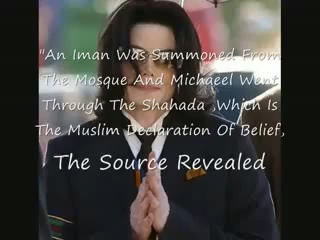 "An Iman Was Summoned From
The Mosque And Michaeel Went
Through The Shahada ,Which Is
The Muslim Declaration Of Belief,
The Source Revealed